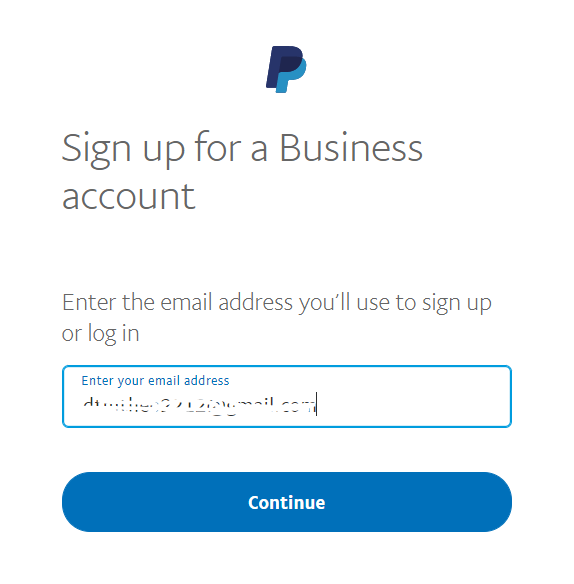 Sign up for a Business
account
Enter the email address you'll use to sign up
or log in
Enter your email address
Continue